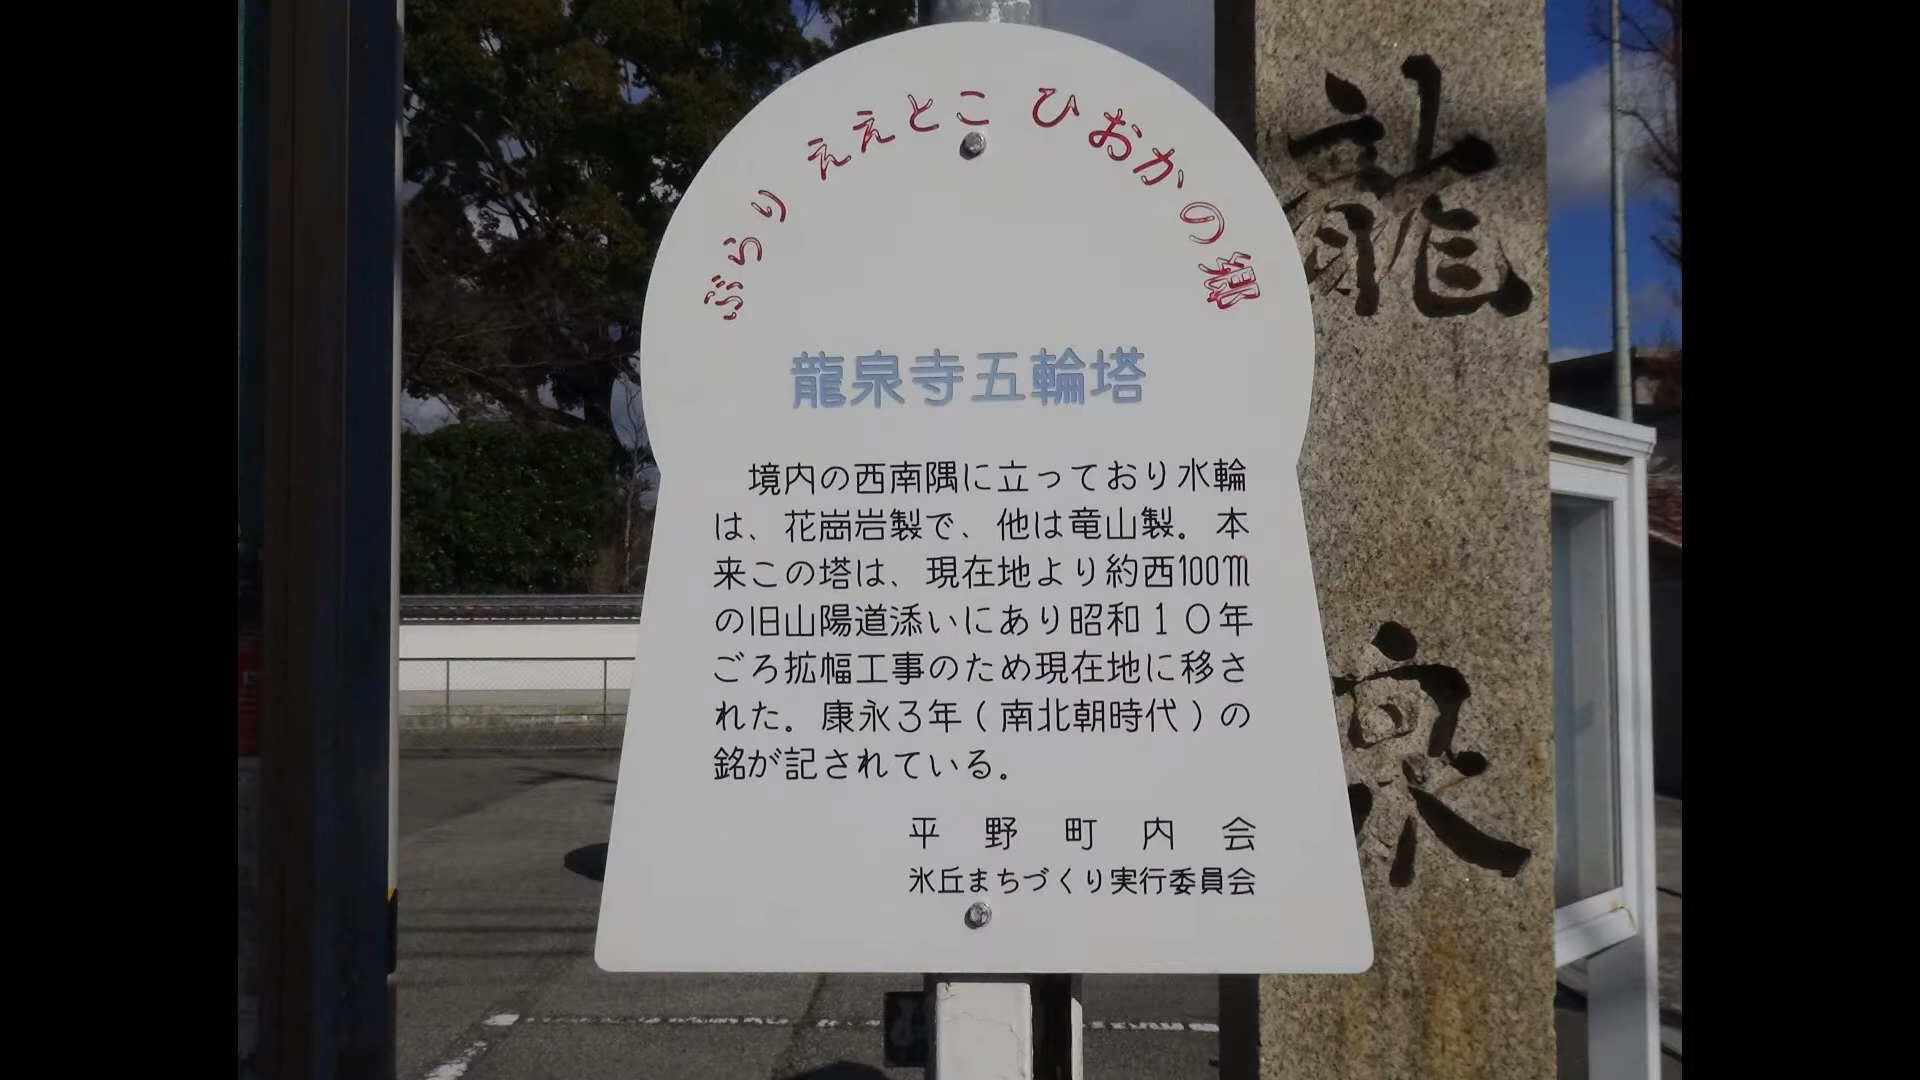 ぶらり ええとこ ひおかの郷
龍泉寺五輪塔
境内の西南隅に立っており水輪
は、花崗岩製で、他は竜山製。本
来この塔は、現在地より約西100m
の旧山陽道添いにあり昭和１０年
ごろ拡幅工事のため現在地に移さ
れた。康永３年（南北朝時代）の
銘が記されている。
平野町内会
氷丘まちづくり実行委員会
龍
泉